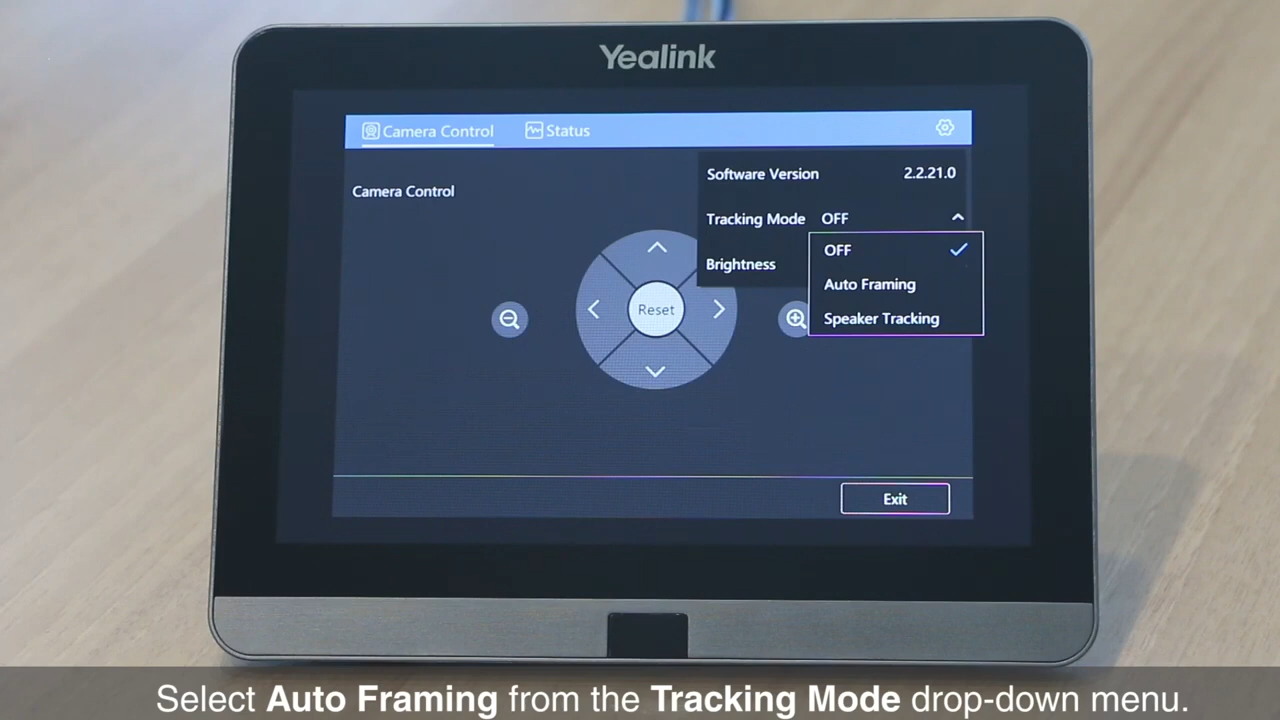 Yealink
Camera Control Status
Software Version 2.2.21.0
Camera Control
Tracking Mode OFF
OFF
Brightness
Auto Framing
Reset
Speaker Tracking
Exit
Select Auto Framing from the Tracking Mode drop-down menu.